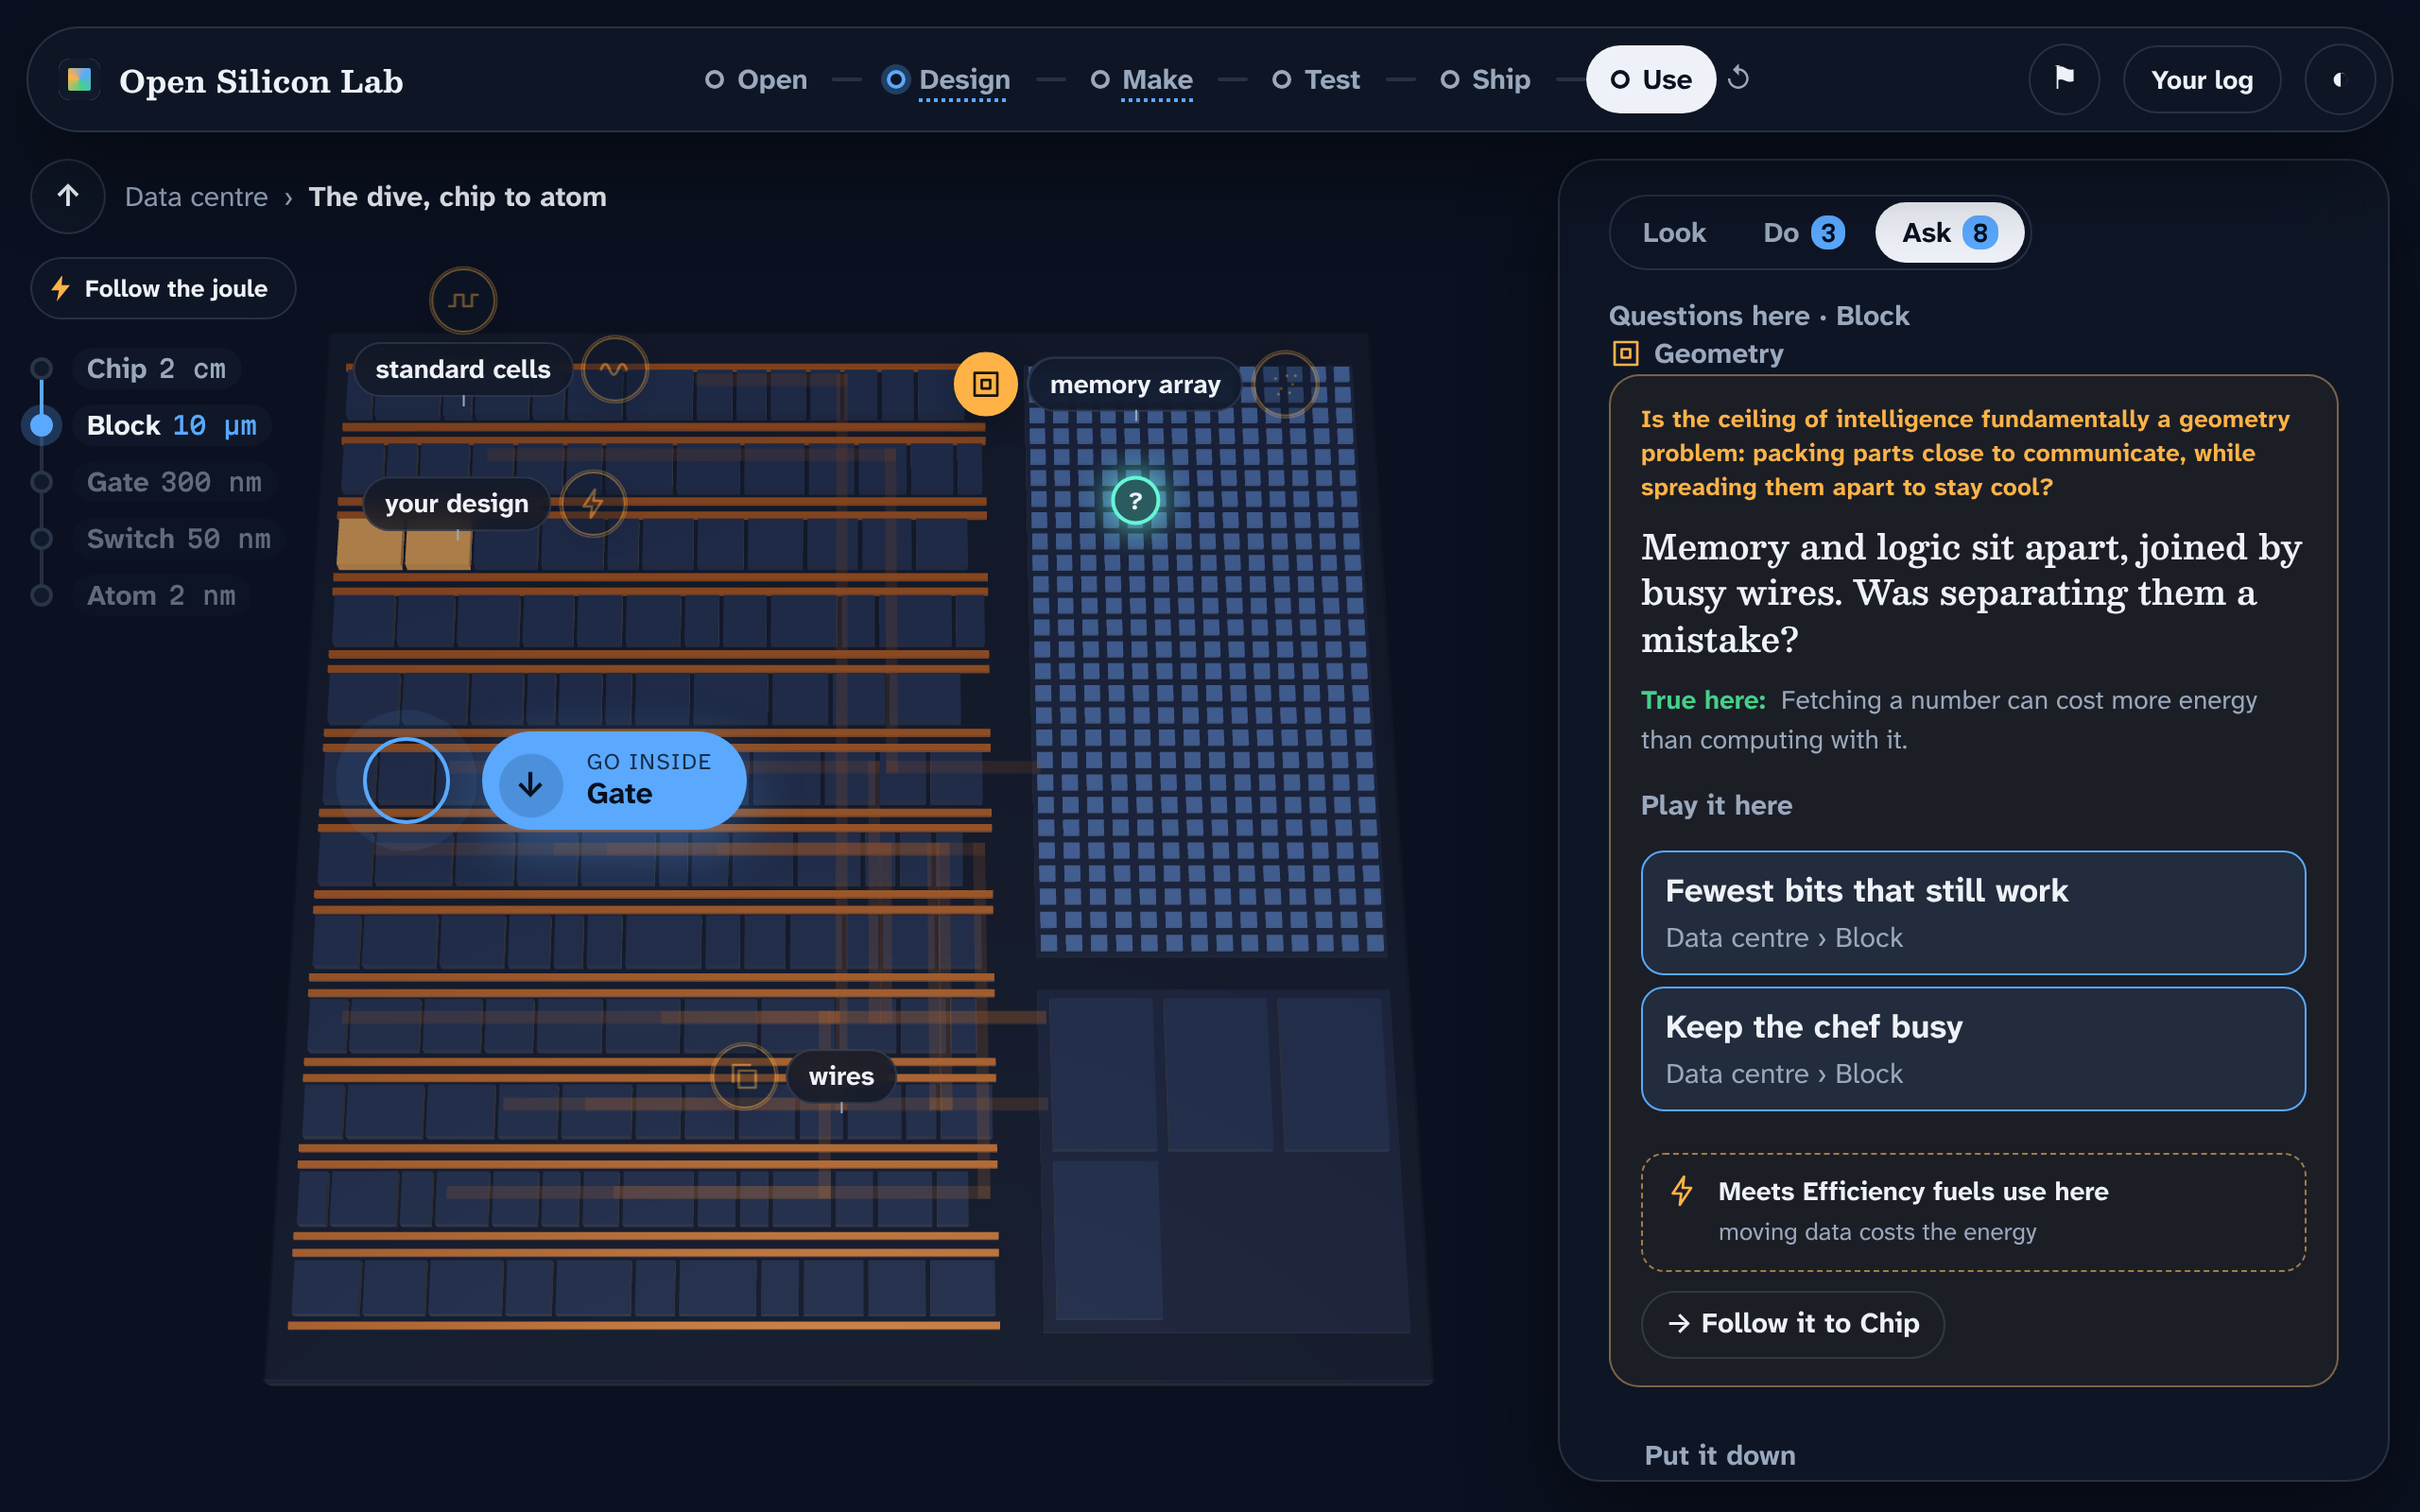 Open Silicon Lab
Open
Design
Make
Test
Ship
Use
Your log
Data centre › The dive, chip to atom
Follow the joule
Chip 2 cm
Block 10 µm
Gate 300 nm
Switch 50 nm
Atom 2 nm
standard cells
memory array
your design
?
GO INSIDE
Gate
wires
Look
Do 3
Ask 8
Questions here · Block
Geometry
Is the ceiling of intelligence fundamentally a geometry
problem: packing parts close to communicate, while
spreading them apart to stay cool?
Memory and logic sit apart, joined by
busy wires. Was separating them a
mistake?
True here: Fetching a number can cost more energy
than computing with it.
Play it here
Fewest bits that still work
Data centre › Block
Keep the chef busy
Data centre › Block
Meets Efficiency fuels use here
moving data costs the energy
→ Follow it to Chip
Put it down